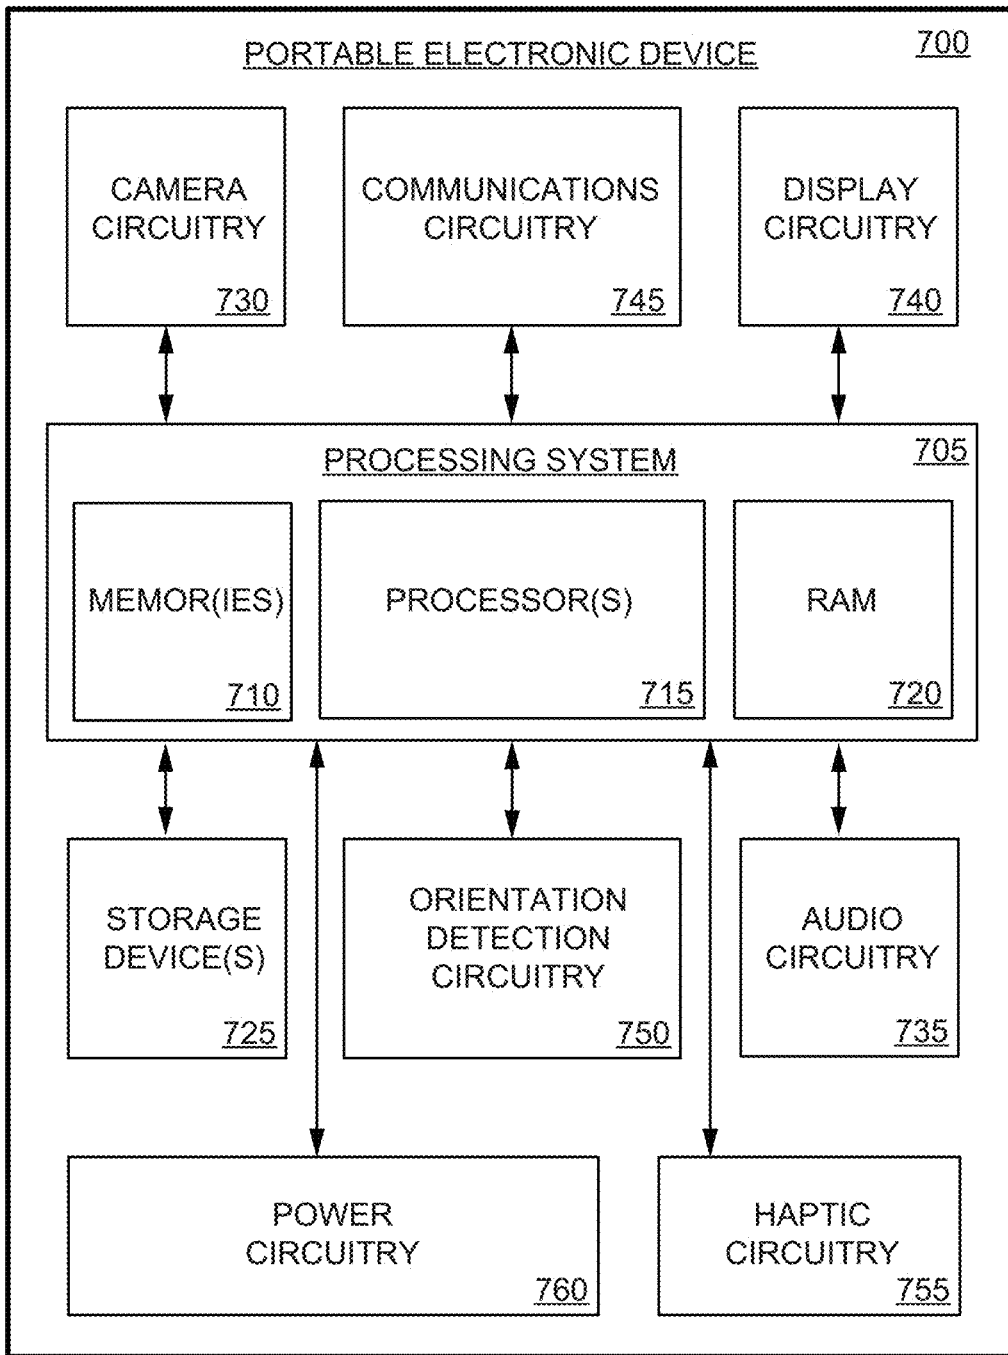 PORTABLE ELECTRONIC DEVICE
700
CAMERA
CIRCUITRY
730
COMMUNICATIONS
CIRCUITRY
745
DISPLAY
CIRCUITRY
740
PROCESSING SYSTEM
705
MEMOR(IES)
710
PROCESSOR(S)
715
RAM
720
STORAGE
DEVICE(S)
725
ORIENTATION
DETECTION
CIRCUITRY
750
AUDIO
CIRCUITRY
735
POWER
CIRCUITRY
760
HAPTIC
CIRCUITRY
755